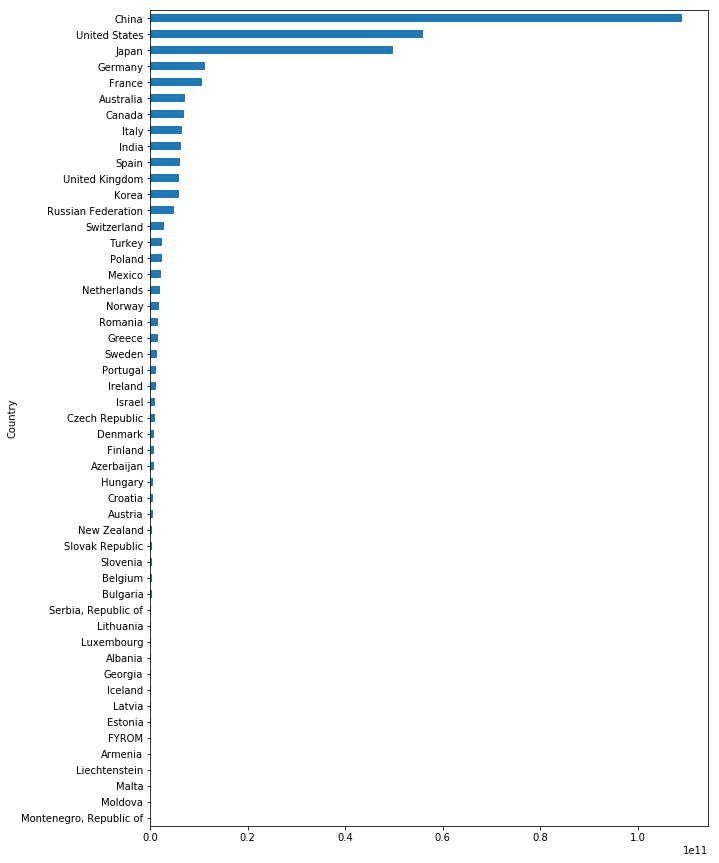 China
United States
Japan
Germany
France
Australia
Canada
Italy
India
Spain
United Kingdom
Korea
Russian Federation
Switzerland
Turkey
Poland
Mexico
Netherlands
Norway
Romania
Greece
Sweden
Portugal
Ireland
Israel
Czech Republic
Denmark
Finland
Azerbaijan
Hungary
Croatia
Austria
New Zealand
Slovak Republic
Slovenia
Belgium
Bulgaria
Serbia, Republic of
Lithuania
Luxembourg
Albania
Georgia
Iceland
Latvia
Estonia
FYROM
Armenia
Liechtenstein
Malta
Moldova
Montenegro, Republic of
Country
0.0 0.2 0.4 0.6 0.8 1.0
1e11